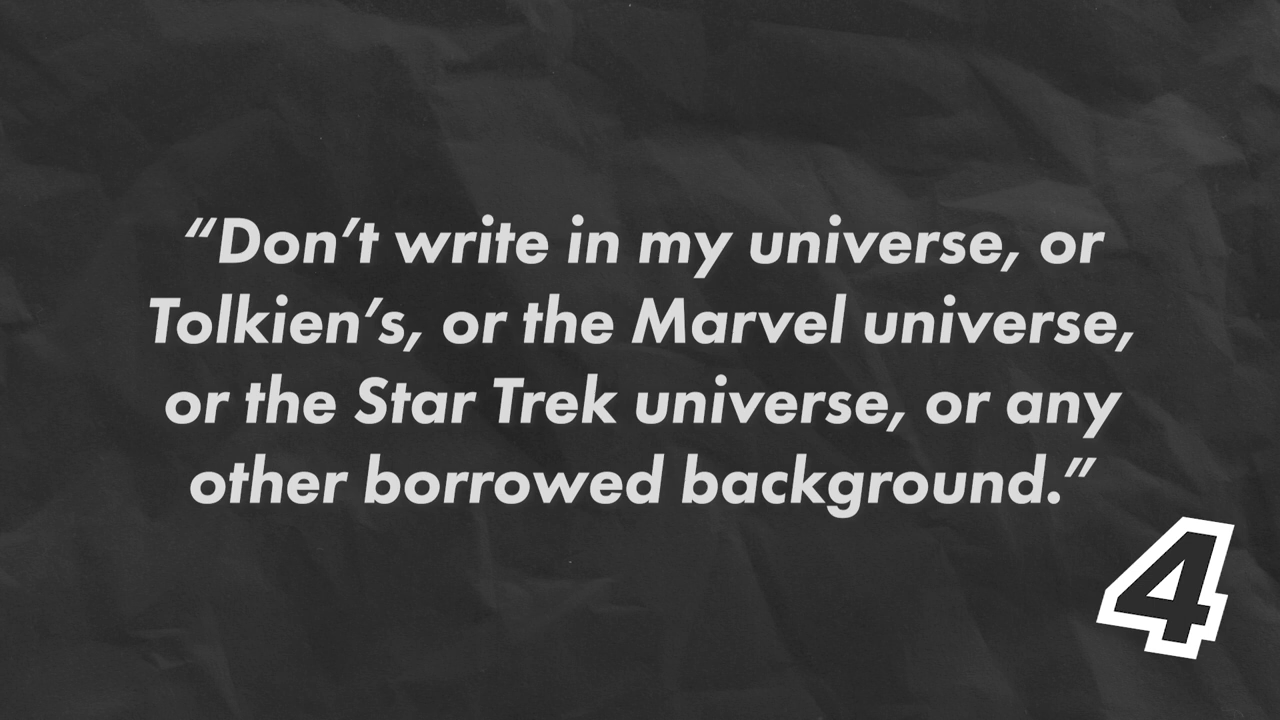 “Don’t write in my universe, or
Tolkien’s, or the Marvel universe,
or the Star Trek universe, or any
other borrowed background.”
4